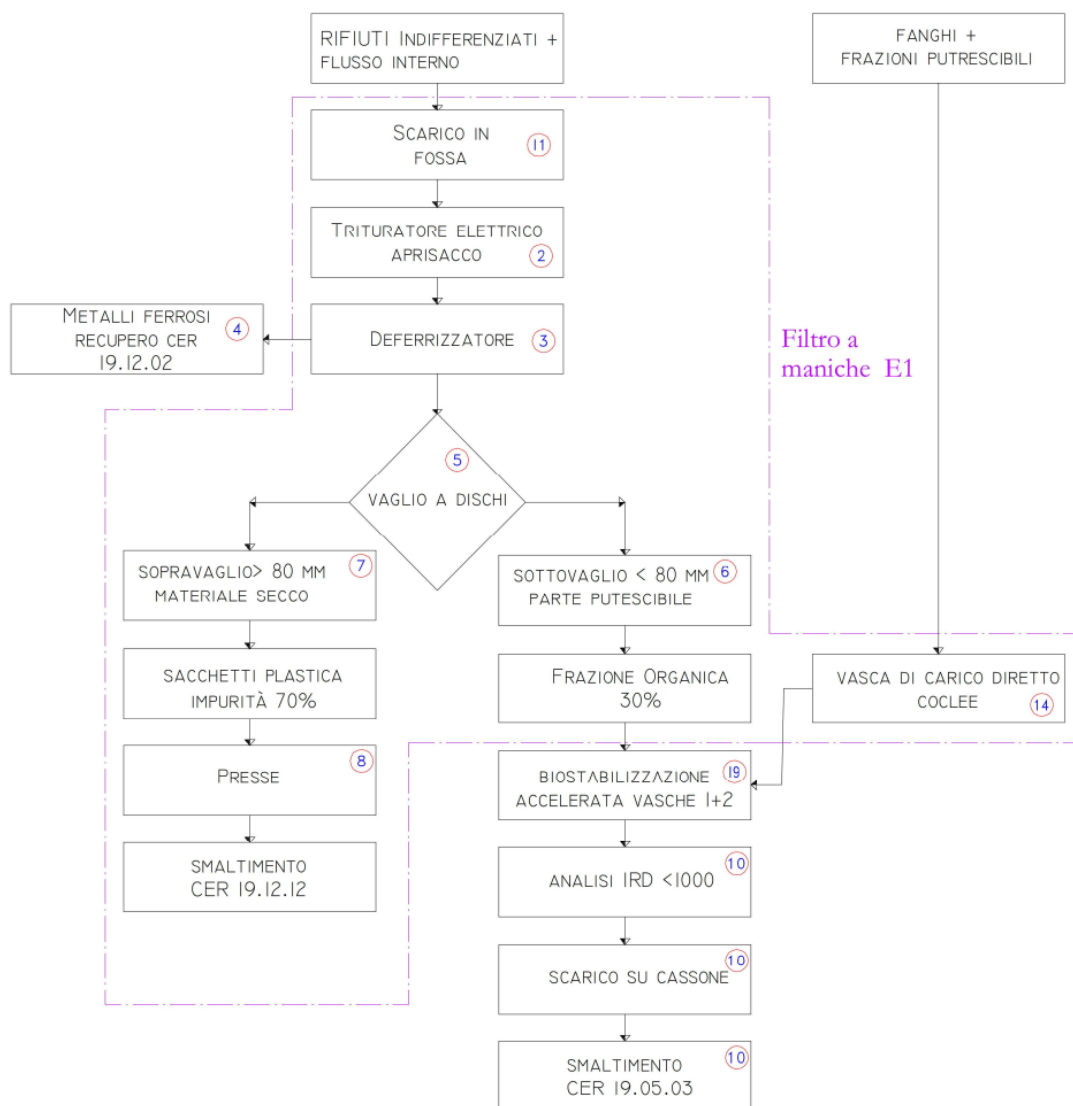 RIFIUTI INDIFFERENZIATI +
FLUSSO INTERNO
FANGHI +
FRAZIONI PUTRESCIBILI
SCARICO IN
FOSSA
11
TRITURATORE ELETTRICO
APRISACCO
2
METALLI FERROSI
RECUPERO CER
19.12.02
4
DEFERRIZZATORE
3
Filtro a
maniche E1
5
VAGLIO A DISCHI
SOPRAVAGLIO> 80 MM
MATERIALE SECCO
7
SOTTOVAGLIO < 80 MM
PARTE PUTESCIBILE
6
SACCHETTI PLASTICA
IMPURITÀ 70%
FRAZIONE ORGANICA
30%
VASCA DI CARICO DIRETTO
COCLEE
14
PRESSE
8
BIOSTABILIZZAZIONE
ACCELERATA VASCHE 1+2
19
SMALTIMENTO
CER 19.12.12
ANALISI IRD <1000
10
SCARICO SU CASSONE
10
SMALTIMENTO
CER 19.05.03
10